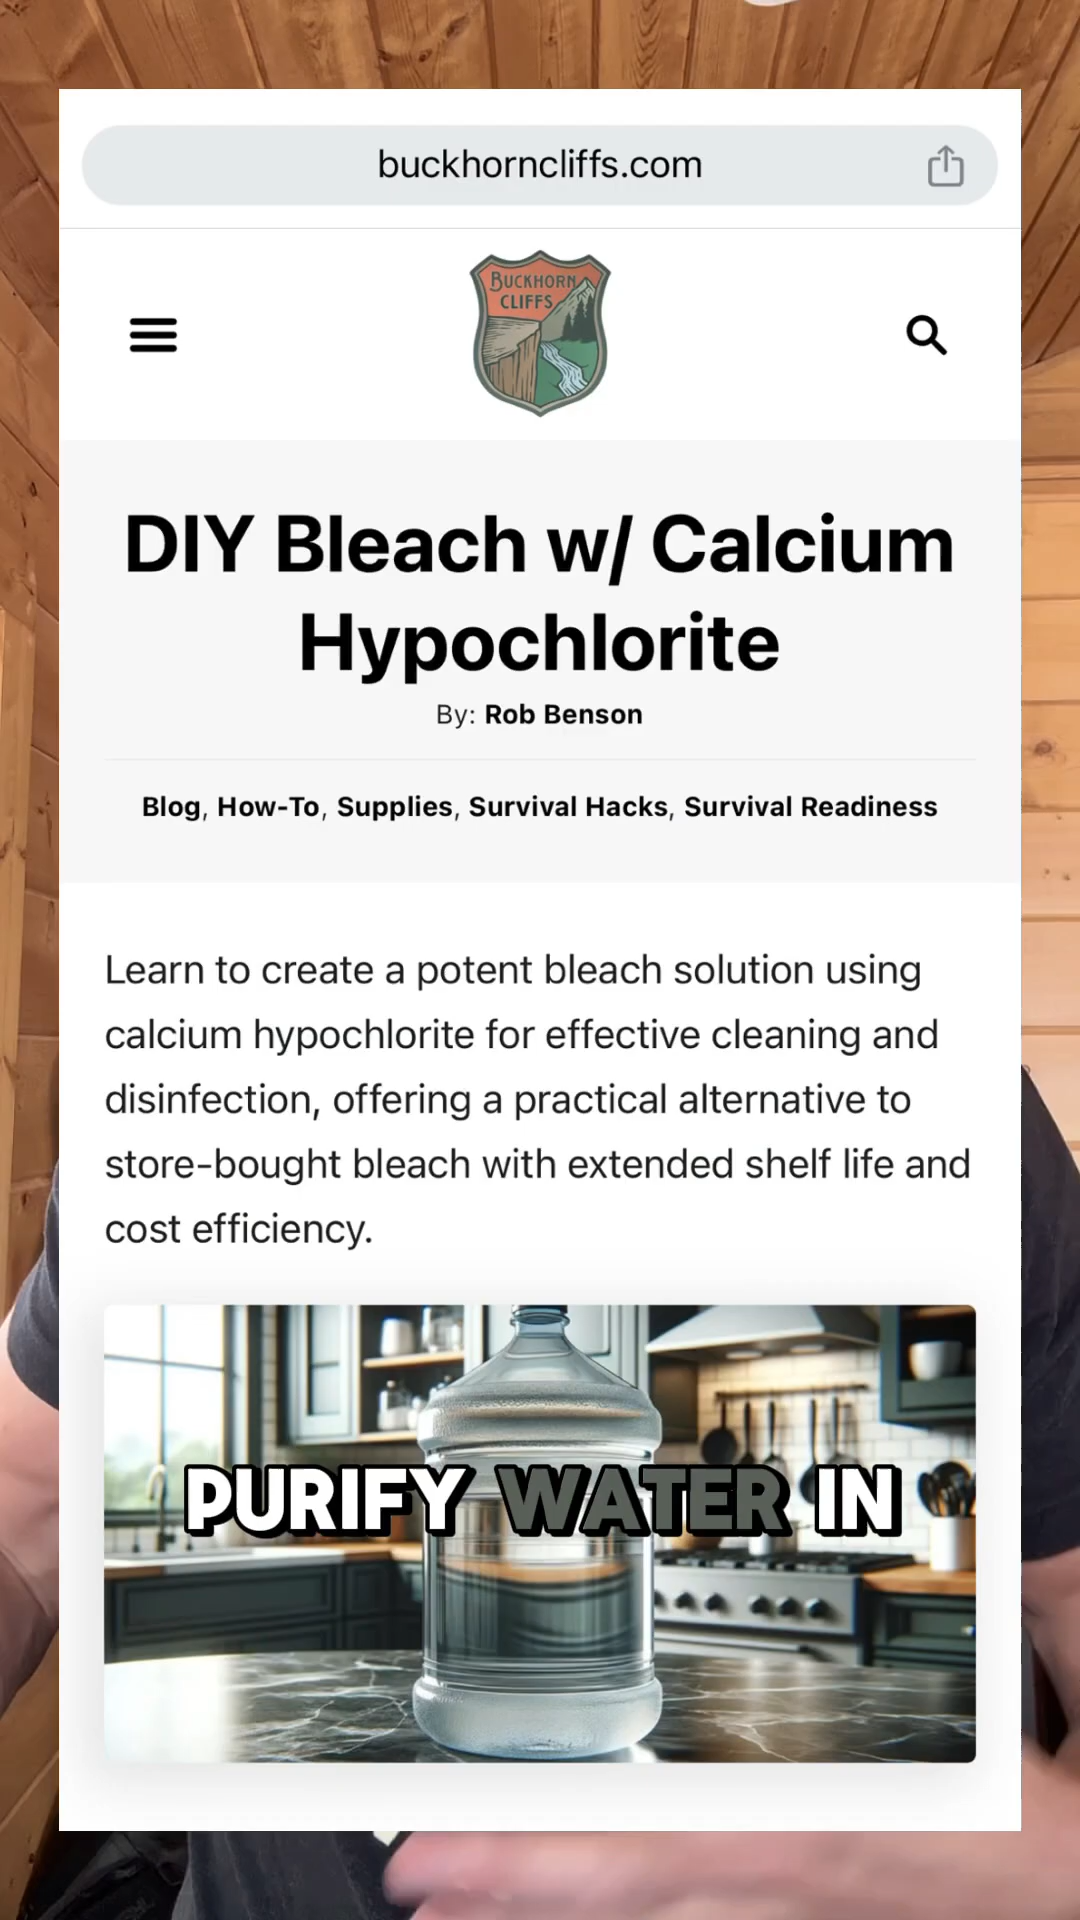 buckhorncliffs.com
BUCKHORN
CLIFFS
DIY Bleach w/ Calcium
Hypochlorite
By: Rob Benson
Blog, How-To, Supplies, Survival Hacks, Survival Readiness
Learn to create a potent bleach solution using
calcium hypochlorite for effective cleaning and
disinfection, offering a practical alternative to
store-bought bleach with extended shelf life and
cost efficiency.
PURIFY WATER IN